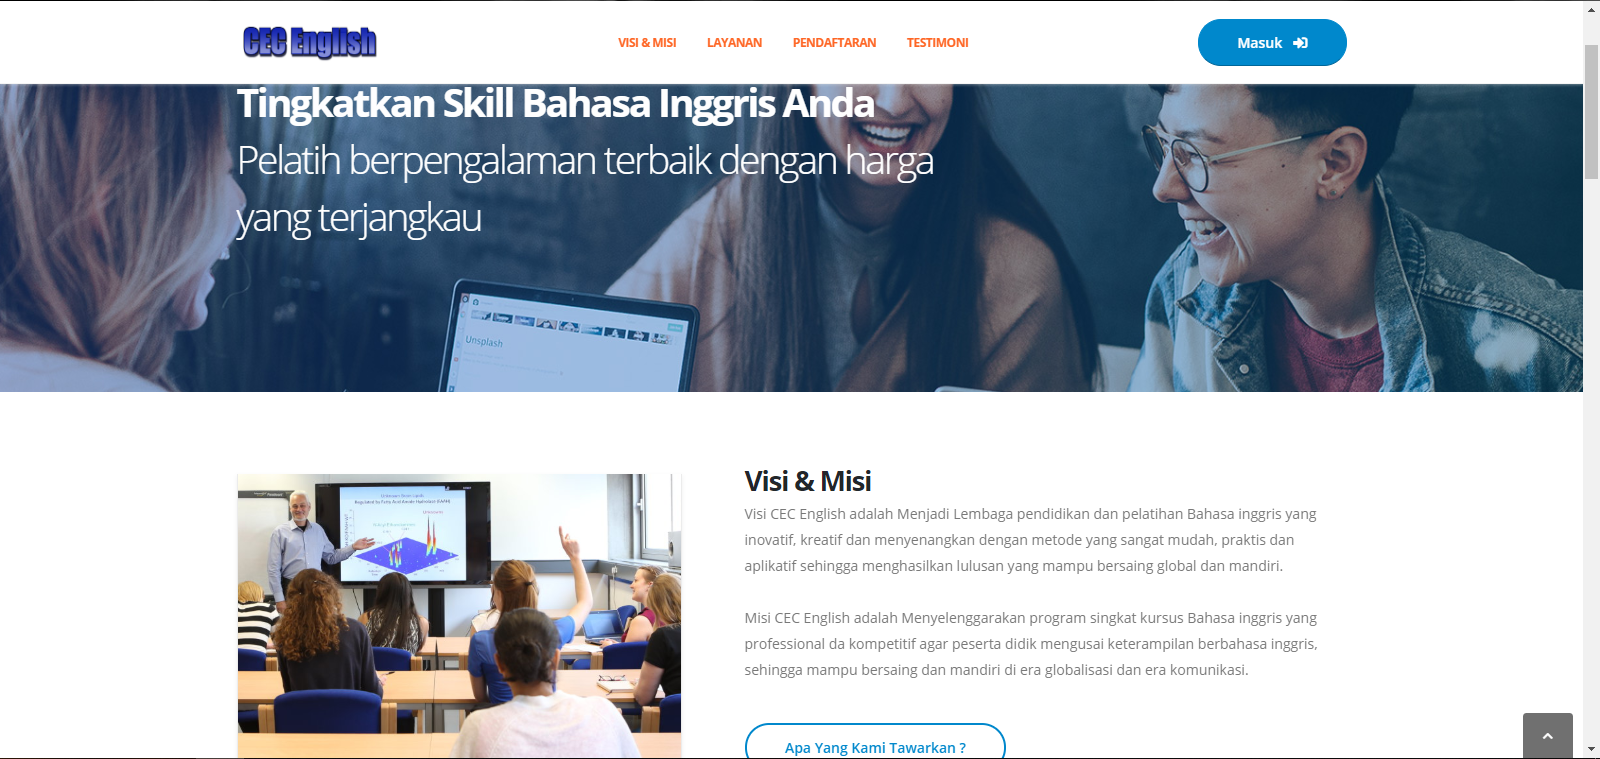 CEC English
VISI & MISI
LAYANAN
PENDAFTARAN
TESTIMONI
Masuk
Tingkatkan Skill Bahasa Inggris Anda
Pelatih berpengalaman terbaik dengan harga
yang terjangkau
Unsplash
Visi & Misi
Visi CEC English adalah Menjadi Lembaga pendidikan dan pelatihan Bahasa inggris yang
inovatif, kreatif dan menyenangkan dengan metode yang sangat mudah, praktis dan
aplikatif sehingga menghasilkan lulusan yang mampu bersaing global dan mandiri.
Misi CEC English adalah Menyelenggarakan program singkat kursus Bahasa inggris yang
professional da kompetitif agar peserta didik mengusai keterampilan berbahasa inggris,
sehingga mampu bersaing dan mandiri di era globalisasi dan era komunikasi.
Apa Yang Kami Tawarkan ?